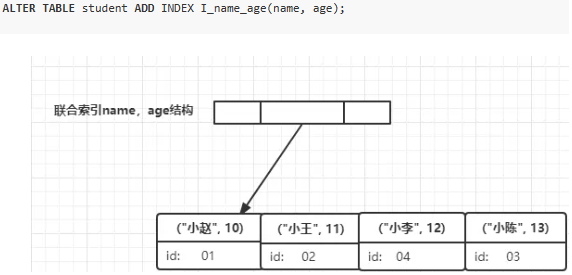 ALTER TABLE student ADD INDEX I_name_age(name, age);
联合索引name，age结构
("小赵", 10) ("小王", 11) ("小李", 12) ("小陈", 13)
id: 01 id: 02 id: 04 id: 03